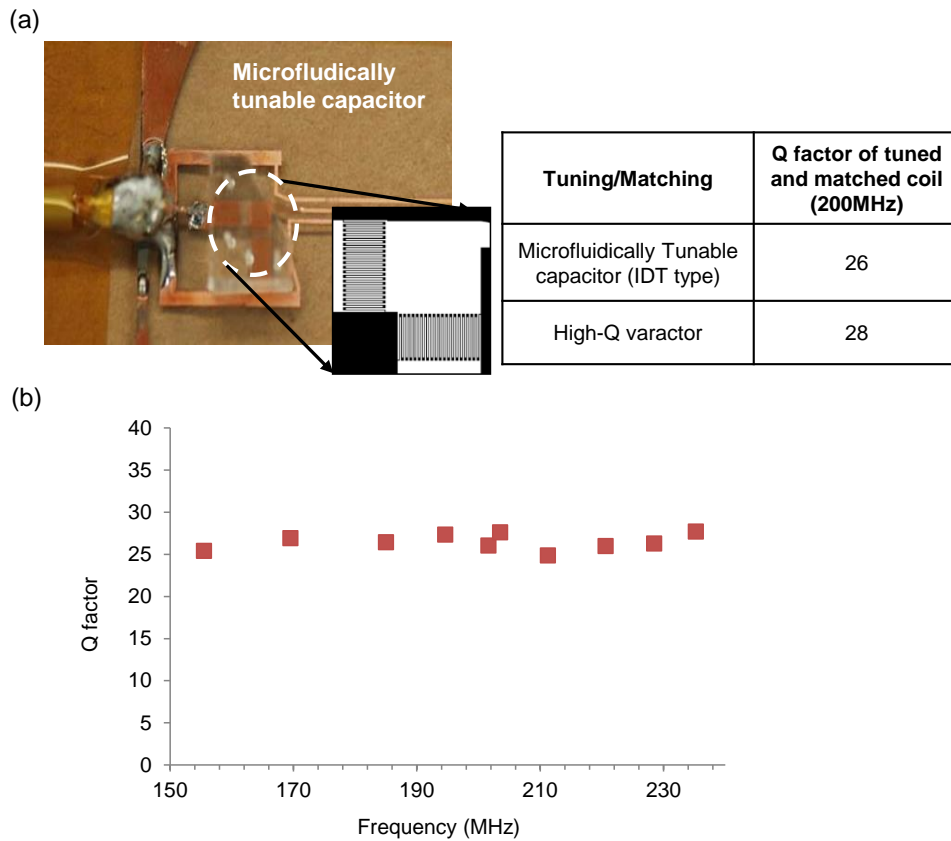 (a)
Microfludically
tunable capacitor
Tuning/Matching
Q factor of tuned
and matched coil
(200MHz)
Microfluidically Tunable
capacitor (IDT type)
26
High-Q varactor
28
(b)
40
35
30
25
20
15
10
5
0
Q factor
150
170
190
210
230
Frequency (MHz)